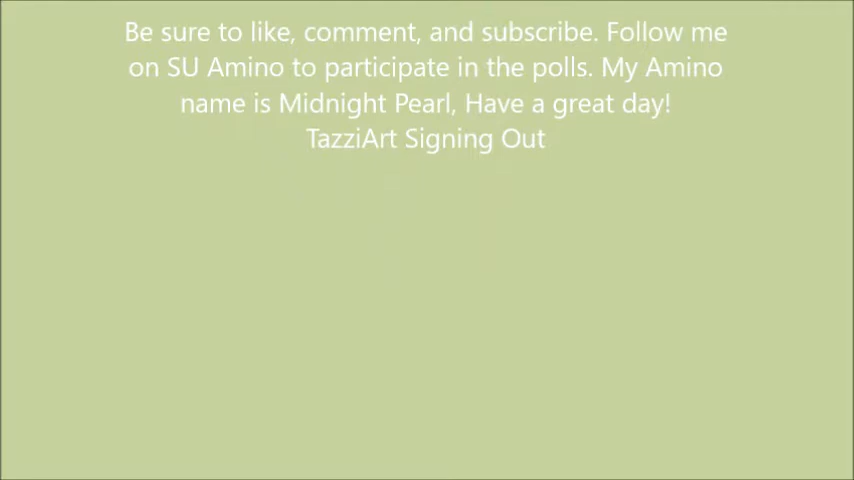 Be sure to like, comment, and subscribe. Follow me
on SU Amino to participate in the polls. My Amino
name is Midnight Pearl, Have a great day!
TazziArt Signing Out